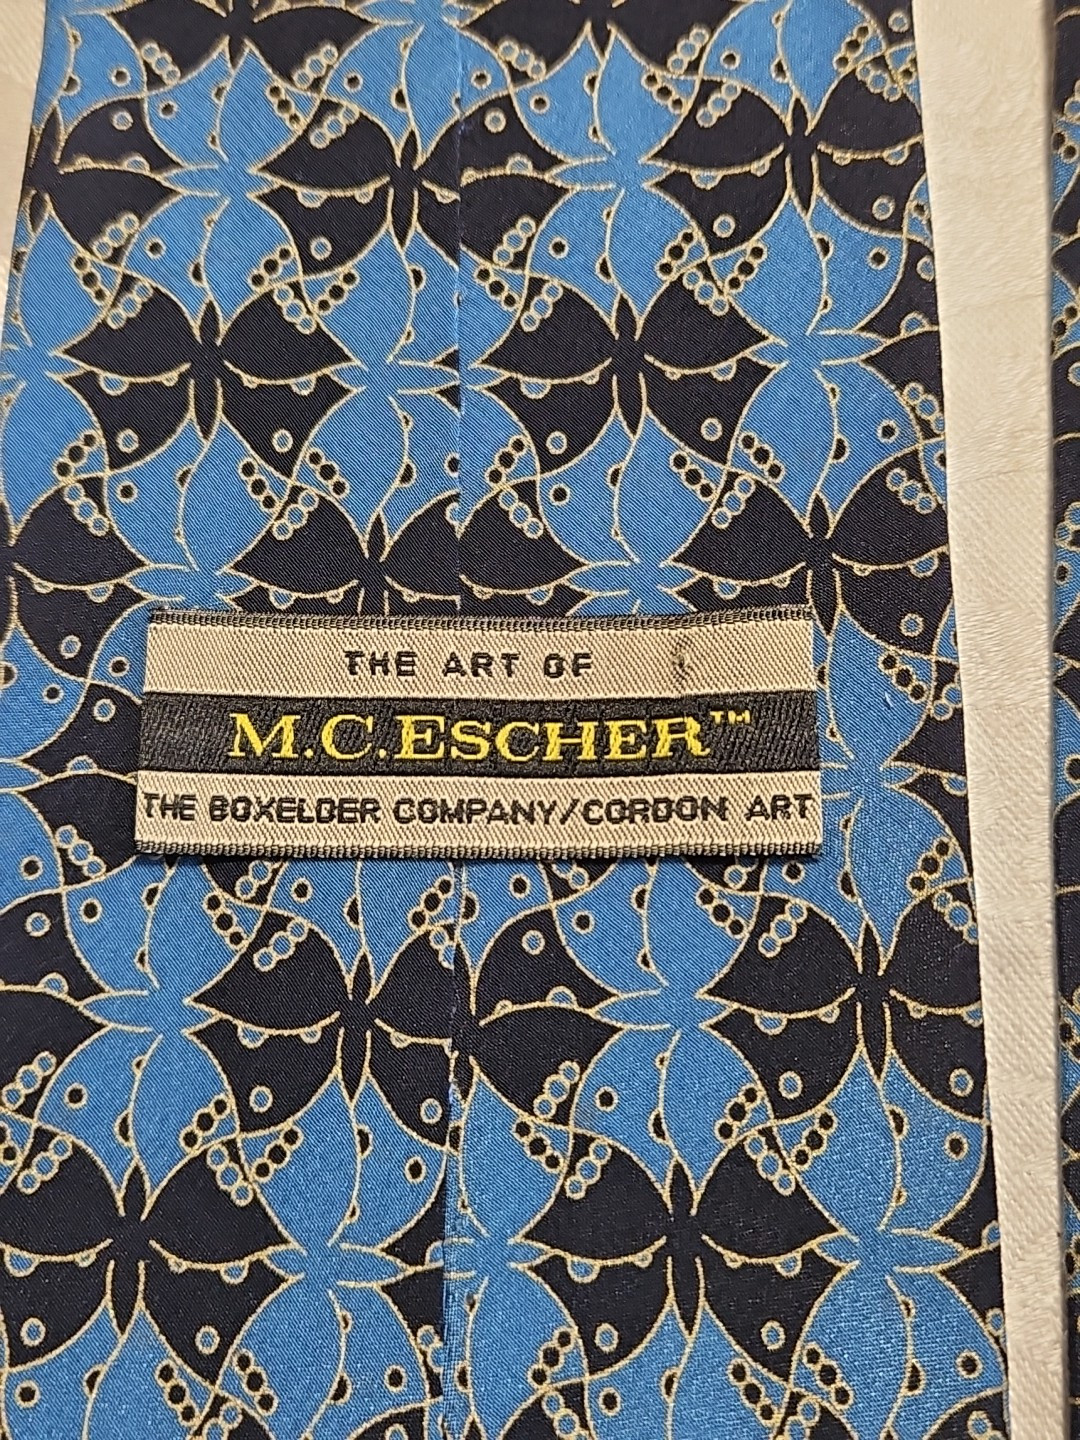 THE ART OF
M.C.ESCHER™
THE BOXELDER COMPANY/CORDON ART